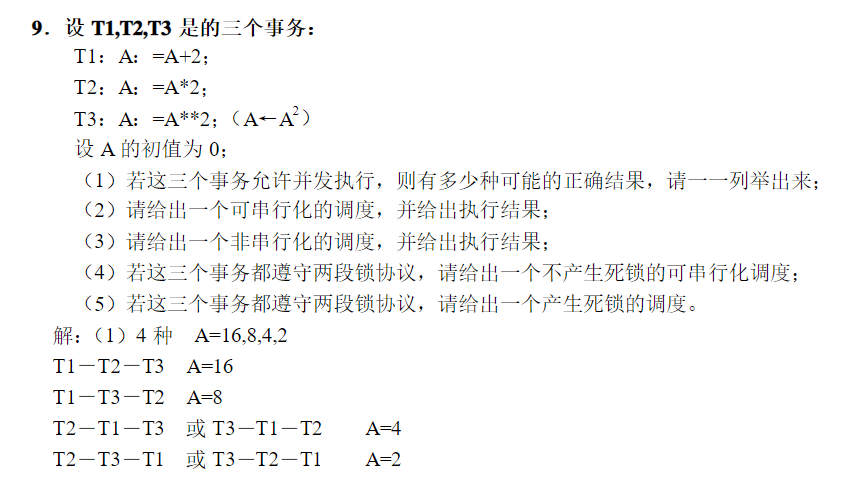 9．设 T1,T2,T3 是的三个事务：
T1：A：=A+2；
T2：A：=A*2；
T3：A：=A**2；（A←A²）
设 A 的初值为 0；
（1）若这三个事务允许并发执行，则有多少种可能的正确结果，请一一列举出来；
（2）请给出一个可串行化的调度，并给出执行结果；
（3）请给出一个非串行化的调度，并给出执行结果；
（4）若这三个事务都遵守两段锁协议，请给出一个不产生死锁的可串行化调度；
（5）若这三个事务都遵守两段锁协议，请给出一个产生死锁的调度。
解：（1）4 种 A=16,8,4,2
T1－T2－T3 A=16
T1－T3－T2 A=8
T2－T1－T3 或 T3－T1－T2 A=4
T2－T3－T1 或 T3－T2－T1 A=2